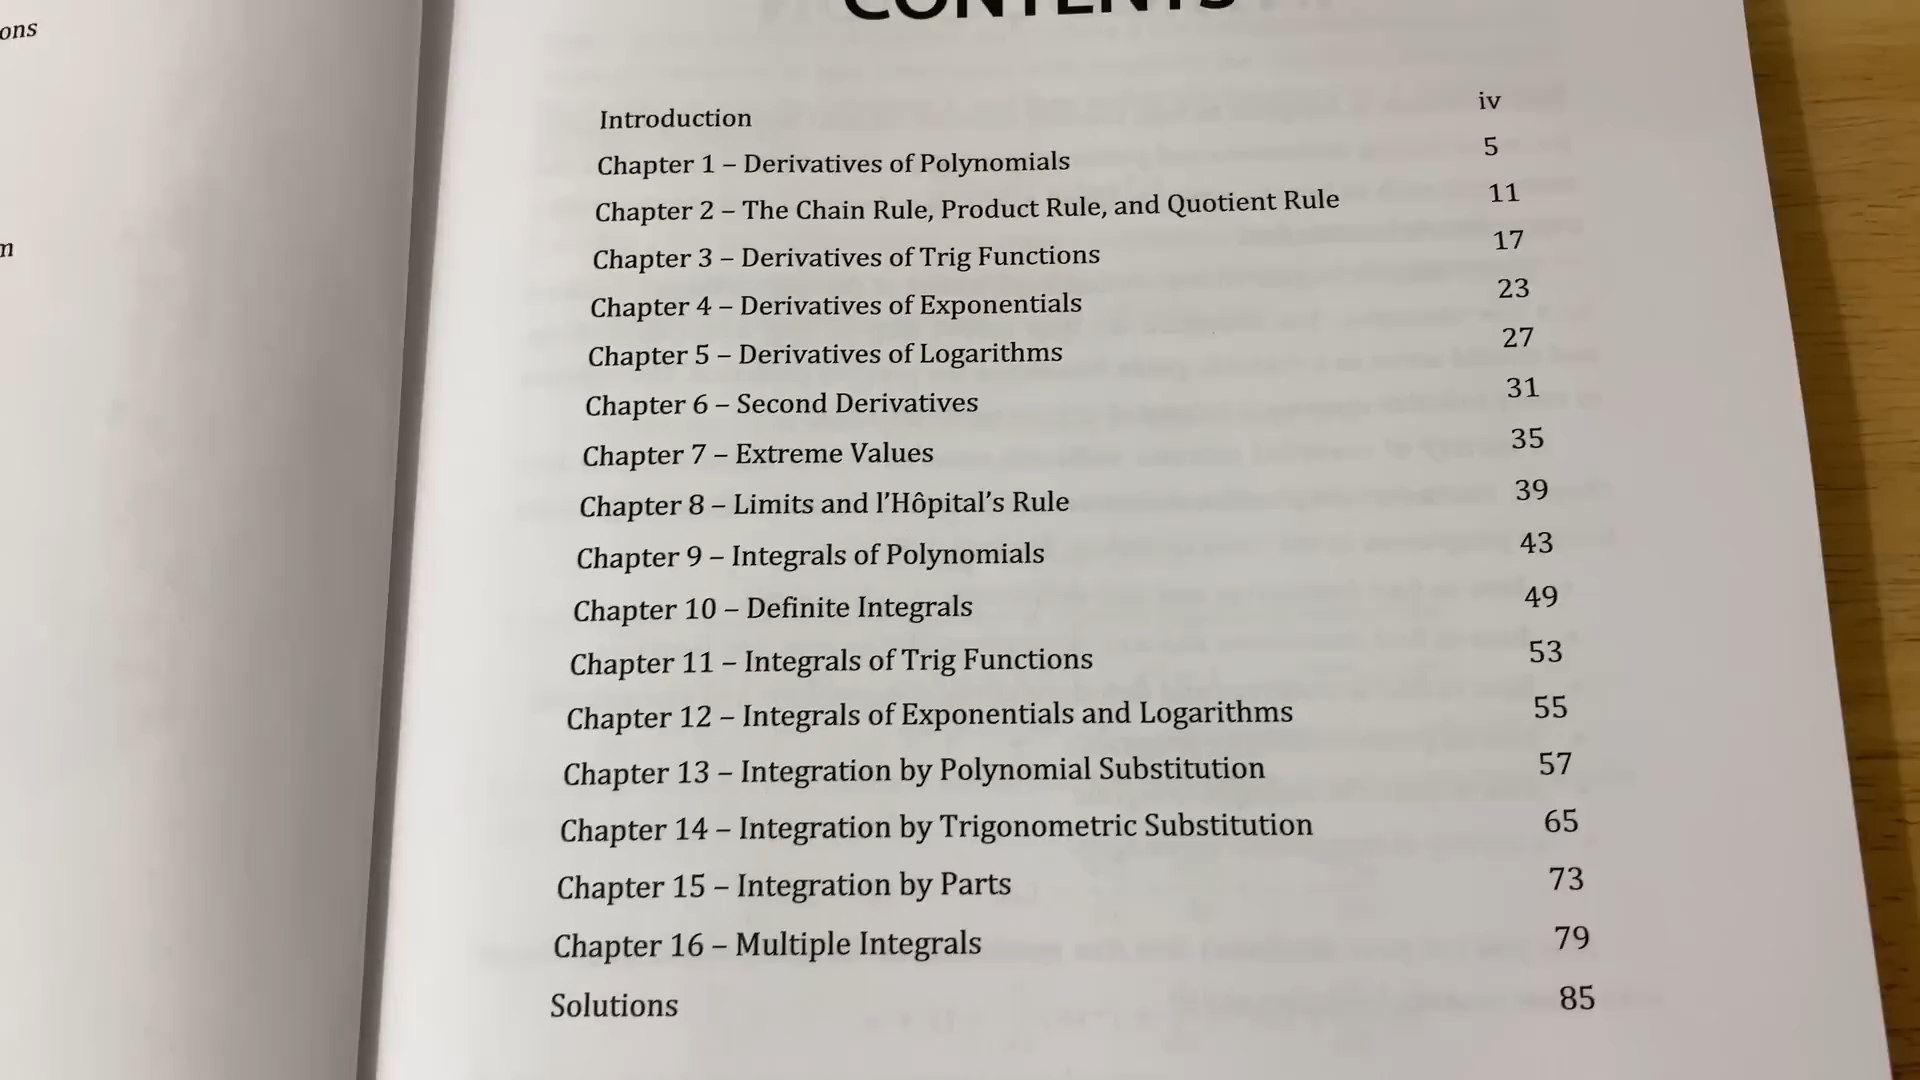 ons
m
CONTENTS
Introduction iv
Chapter 1 – Derivatives of Polynomials 5
Chapter 2 – The Chain Rule, Product Rule, and Quotient Rule 11
Chapter 3 – Derivatives of Trig Functions 17
Chapter 4 – Derivatives of Exponentials 23
Chapter 5 – Derivatives of Logarithms 27
Chapter 6 – Second Derivatives 31
Chapter 7 – Extreme Values 35
Chapter 8 – Limits and l’Hôpital’s Rule 39
Chapter 9 – Integrals of Polynomials 43
Chapter 10 – Definite Integrals 49
Chapter 11 – Integrals of Trig Functions 53
Chapter 12 – Integrals of Exponentials and Logarithms 55
Chapter 13 – Integration by Polynomial Substitution 57
Chapter 14 – Integration by Trigonometric Substitution 65
Chapter 15 – Integration by Parts 73
Chapter 16 – Multiple Integrals 79
Solutions 85